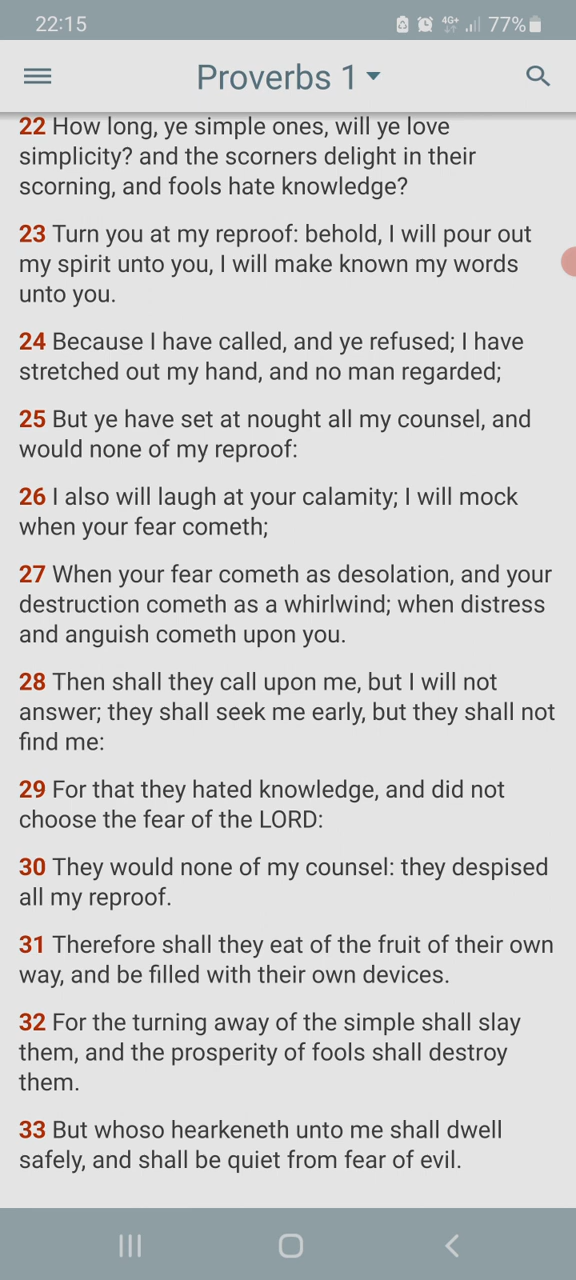 22:15
4G+
77%
Proverbs 1
22 How long, ye simple ones, will ye love
simplicity? and the scorners delight in their
scorning, and fools hate knowledge?
23 Turn you at my reproof: behold, I will pour out
my spirit unto you, I will make known my words
unto you.
24 Because I have called, and ye refused; I have
stretched out my hand, and no man regarded;
25 But ye have set at nought all my counsel, and
would none of my reproof:
26 I also will laugh at your calamity; I will mock
when your fear cometh;
27 When your fear cometh as desolation, and your
destruction cometh as a whirlwind; when distress
and anguish cometh upon you.
28 Then shall they call upon me, but I will not
answer; they shall seek me early, but they shall not
find me:
29 For that they hated knowledge, and did not
choose the fear of the LORD:
30 They would none of my counsel: they despised
all my reproof.
31 Therefore shall they eat of the fruit of their own
way, and be filled with their own devices.
32 For the turning away of the simple shall slay
them, and the prosperity of fools shall destroy
them.
33 But whoso hearkeneth unto me shall dwell
safely, and shall be quiet from fear of evil.